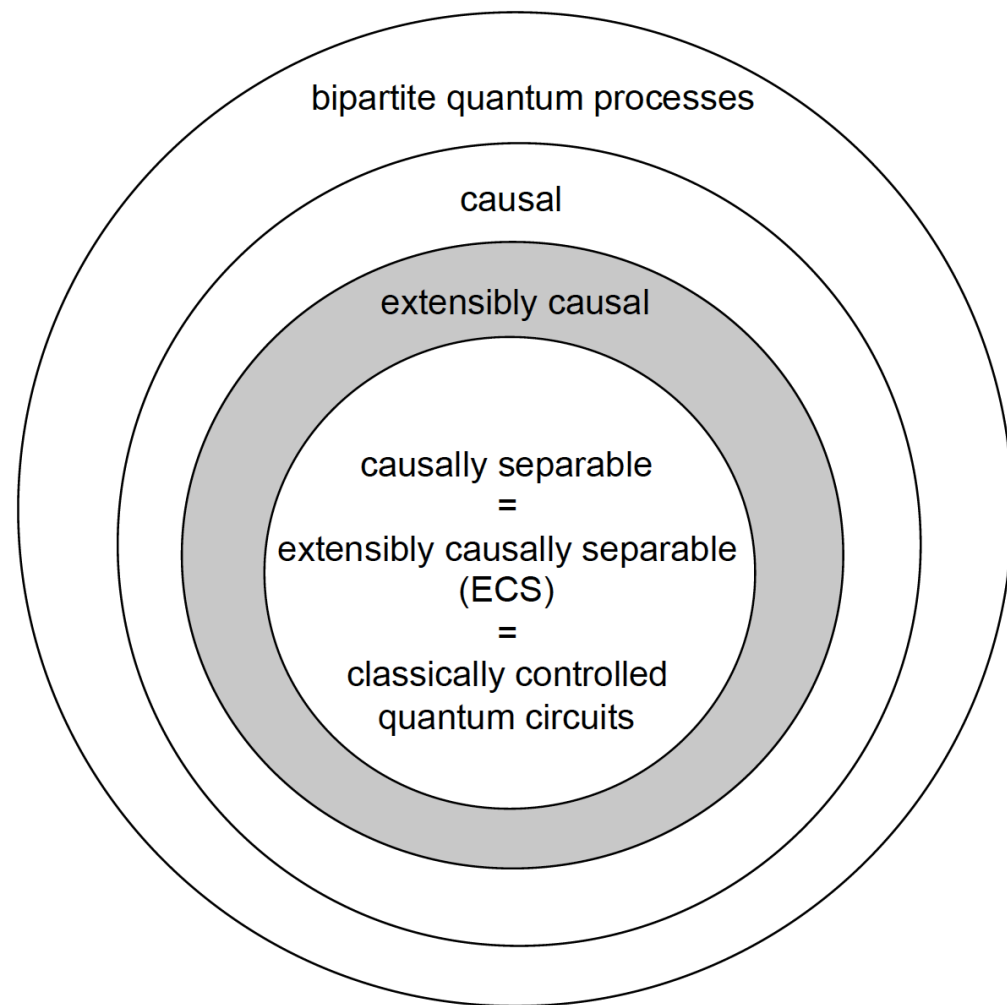 bipartite quantum processes
causal
extensibly causal
causally separable
=
extensibly causally separable
(ECS)
=
classically controlled
quantum circuits